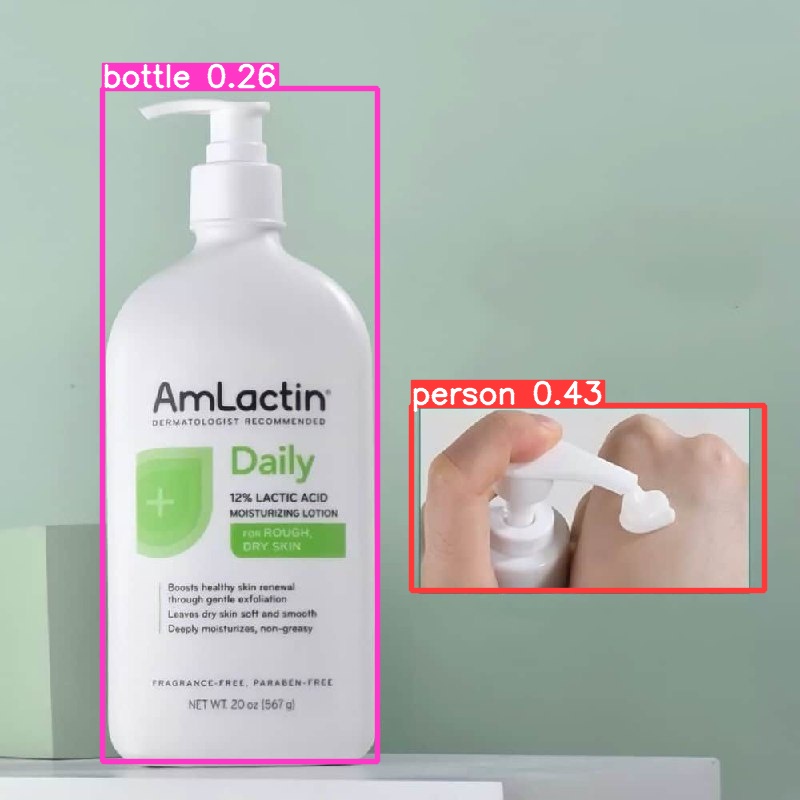 bottle 0.26
AmLactin®
DERMATOLOGIST RECOMMENDED
Daily
12% LACTIC ACID
MOISTURIZING LOTION
FOR ROUGH,
DRY SKIN
Boosts healthy skin renewal
through gentle exfoliation
Leaves dry skin soft and smooth
Deeply moisturizes, non-greasy
FRAGRANCE-FREE, PARABEN-FREE
NET WT. 20 oz (567 g)
person 0.43